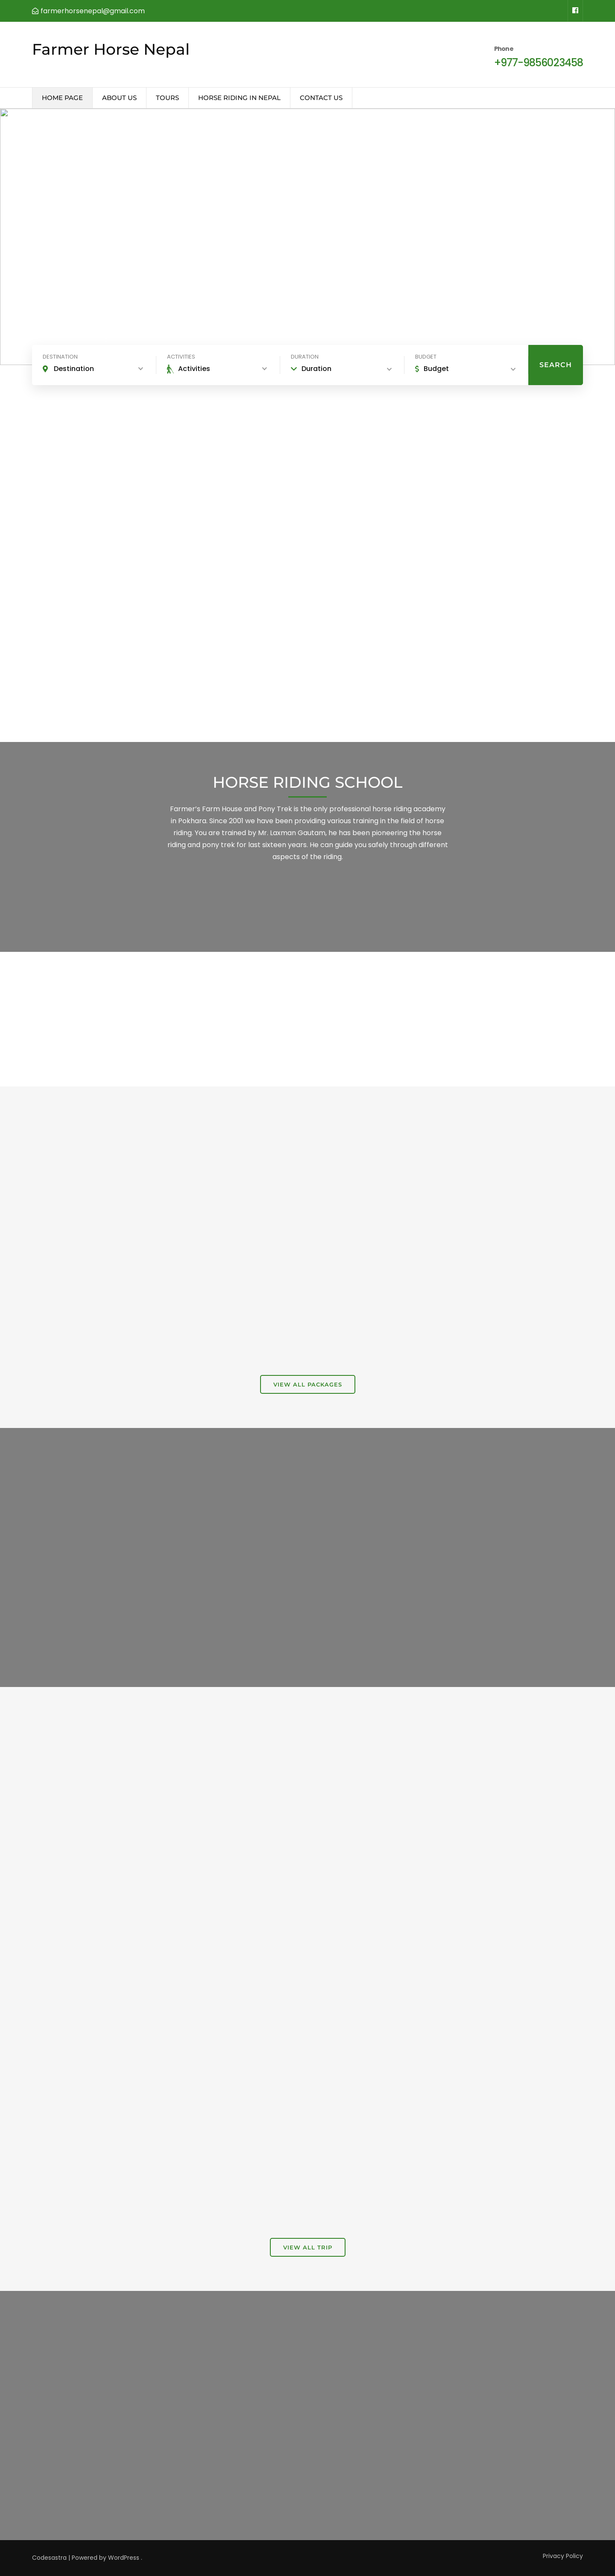 farmerhorsenepal@gmail.com
Farmer Horse Nepal
Phone
+977-9856023458
HOME PAGE
ABOUT US
TOURS
HORSE RIDING IN NEPAL
CONTACT US
DESTINATION
Destination
ACTIVITIES
Activities
DURATION
Duration
BUDGET
Budget
SEARCH
HORSE RIDING SCHOOL
Farmer's Farm House and Pony Trek is the only professional horse riding academy
in Pokhara. Since 2001 we have been providing various training in the field of horse
riding. You are trained by Mr. Laxman Gautam, he has been pioneering the horse
riding and pony trek for last sixteen years. He can guide you safely through different
aspects of the riding.
VIEW ALL PACKAGES
VIEW ALL TRIP
Codesastra | Powered by WordPress .
Privacy Policy